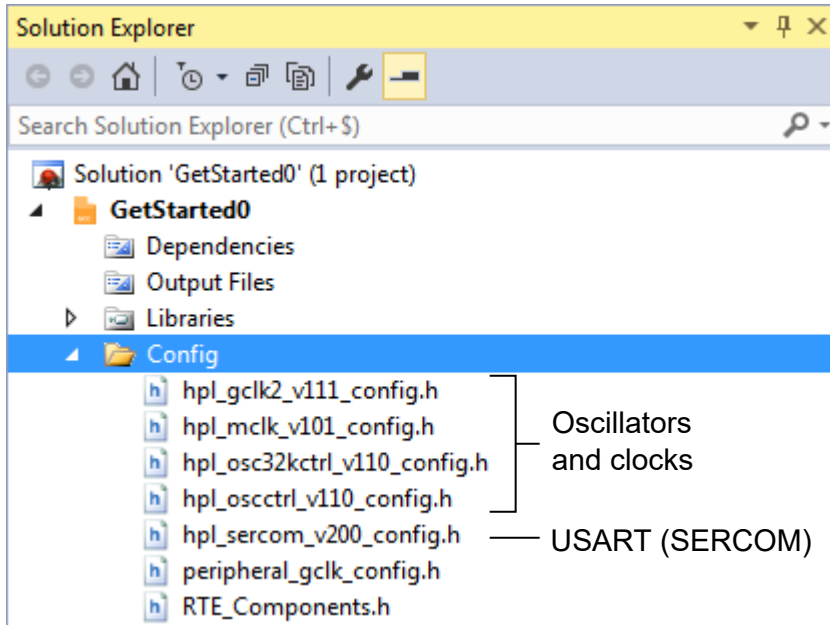 Solution Explorer
Search Solution Explorer (Ctrl+$)
Solution 'GetStarted0' (1 project)
GetStarted0
Dependencies
Output Files
Libraries
Config
hpl_gclk2_v111_config.h
hpl_mclk_v101_config.h
hpl_osc32kctrl_v110_config.h
hpl_oscctrl_v110_config.h
Oscillators
and clocks
hpl_sercom_v200_config.h
USART (SERCOM)
peripheral_gclk_config.h
RTE_Components.h